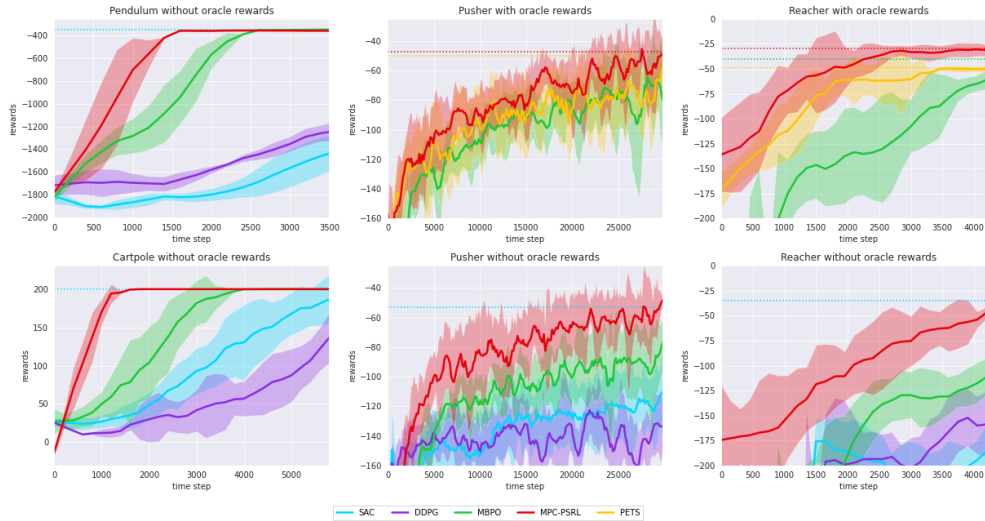 Pendulum without oracle rewards
Pusher with oracle rewards
Reacher with oracle rewards
rewards
-400
-600
-800
-1000
-1200
-1400
-1600
-1800
-2000
0 500 1000 1500 2000 2500 3000 3500
time step
rewards
-40
-60
-80
-100
-120
-140
-160
0 5000 10000 15000 20000 25000
time step
rewards
0
-25
-50
-75
-100
-125
-150
-175
-200
0 500 1000 1500 2000 2500 3000 3500 4000
time step
Cartpole without oracle rewards
Pusher without oracle rewards
Reacher without oracle rewards
rewards
200
150
100
50
0
0 1000 2000 3000 4000 5000
time step
rewards
-40
-60
-80
-100
-120
-140
-160
0 5000 10000 15000 20000 25000
time step
rewards
0
-25
-50
-75
-100
-125
-150
-175
-200
0 500 1000 1500 2000 2500 3000 3500 4000
time step
SAC DDPG MBPO MPC-PSRL PETS